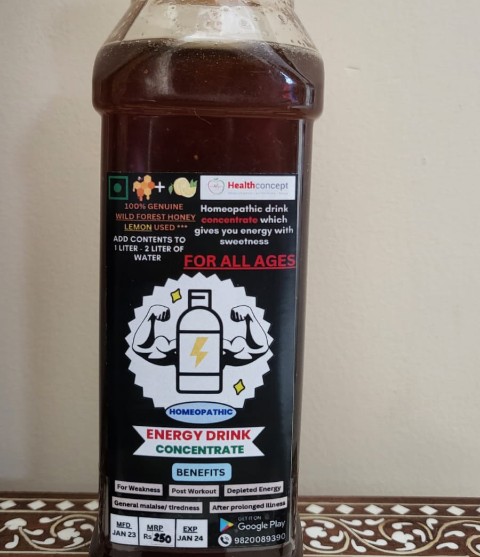 Healthconcept
100% GENUINE
WILD FOREST HONEY
LEMON USED ***
ADD CONTENTS TO
1 LITER - 2 LITER OF
WATER
Homeopathic drink
concentrate which
gives you energy with
sweetness
FOR ALL AGES
HOMEOPATHIC
ENERGY DRINK
CONCENTRATE
BENEFITS
For Weakness
Post Workout
Depleted Energy
General malaise/ tiredness
After prolonged illness
MFD
JAN 23
MRP
Rs 250
EXP
JAN 24
GET IT ON
Google Play
9820089390